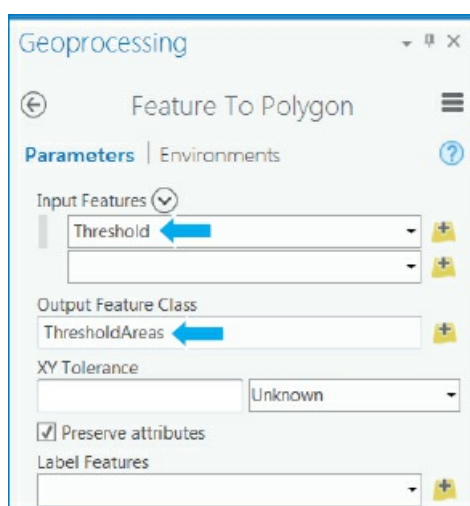 Geoprocessing
Feature To Polygon
Parameters | Environments
Input Features
Threshold
Output Feature Class
ThresholdAreas
XY Tolerance
Unknown
Preserve attributes
Label Features